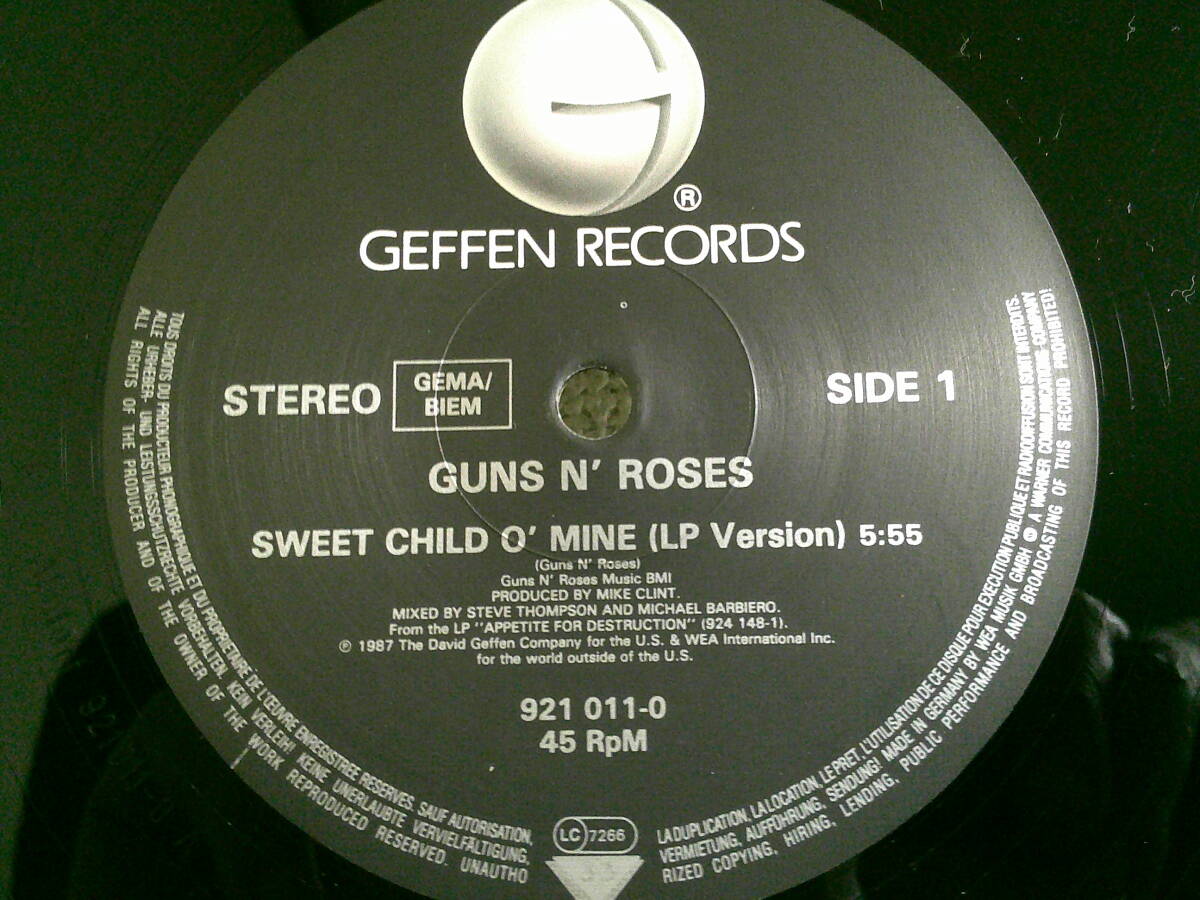 ®
GEFFEN RECORDS
STEREO
GEMA/
BIEM
SIDE 1
GUNS N' ROSES
SWEET CHILD O' MINE (LP Version) 5:55
(Guns N' Roses)
Guns N' Roses Music BMI
PRODUCED BY MIKE CLINT.
MIXED BY STEVE THOMPSON AND MICHAEL BARBIERO.
From the LP "APPETITE FOR DESTRUCTION" (924 148-1).
℗ 1987 The David Geffen Company for the U.S. & WEA International Inc.
for the world outside of the U.S.
921 011-0
45 RpM
LC 7266
TOUS DROITS DU PRODUCTEUR PHONOGRAPHIQUE ET DU PROPRIETAIRE DE L'ŒUVRE ENREGISTREE RESERVES. SAUF AUTORISATION,
LA DUPLICATION, LA LOCATION, LE PRET, L'UTILISATION DE CE DISQUE POUR EXECUTION PUBLIQUE ET RADIODIFFUSION SONT INTERDITS.
ALLE URHEBER- UND LEISTUNGSSCHUTZRECHTE VORBEHALTEN. KEIN VERLEIH! KEINE UNERLAUBTE VERVIELFÄLTIGUNG,
VERMIETUNG, AUFFÜHRUNG, SENDUNG! MADE IN GERMANY BY WEA MUSIK GMBH A WARNER COMMUNICATIONS COMPANY
ALL RIGHTS OF THE PRODUCER AND OF THE OWNER OF THE WORK REPRODUCED RESERVED. UNAUTHO
RIZED COPYING, HIRING, LENDING, PUBLIC PERFORMANCE AND BROADCASTING OF THIS RECORD PROHIBITED!